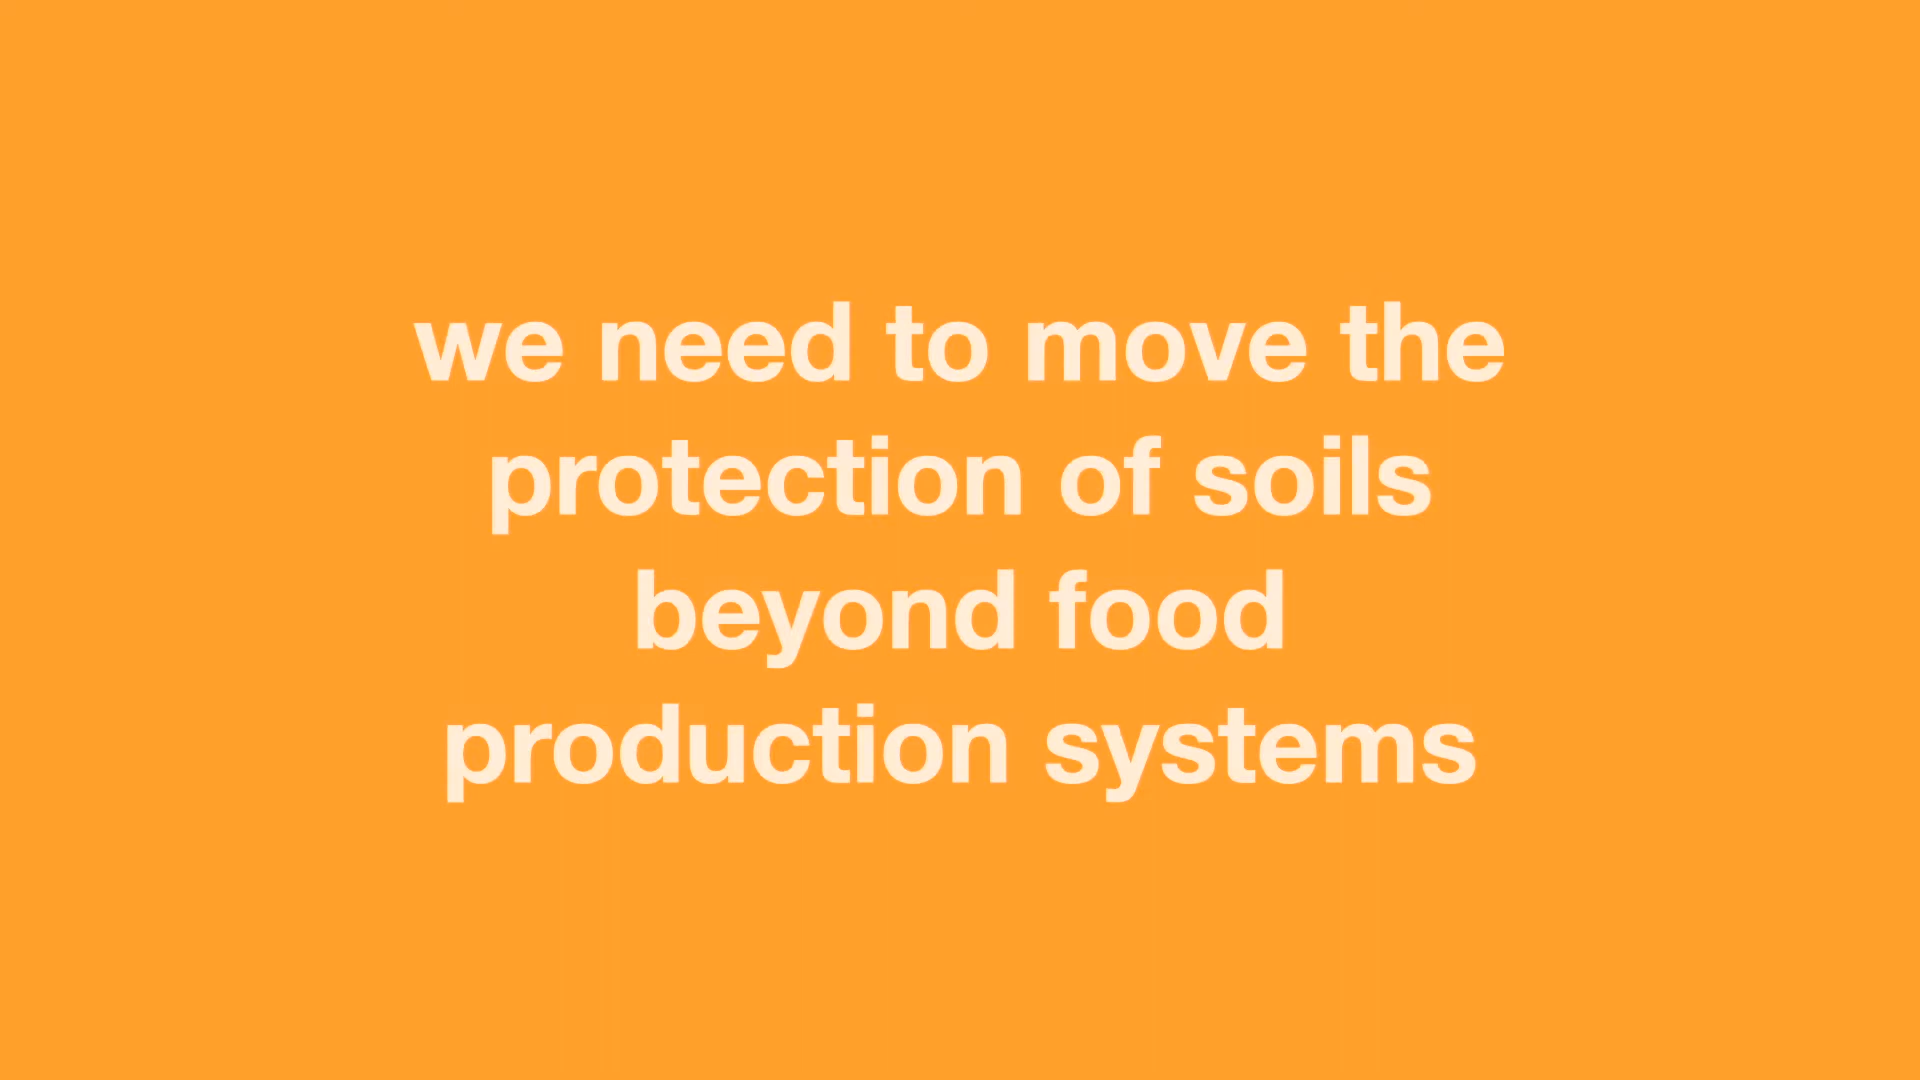 we need to move the
protection of soils
beyond food
production systems